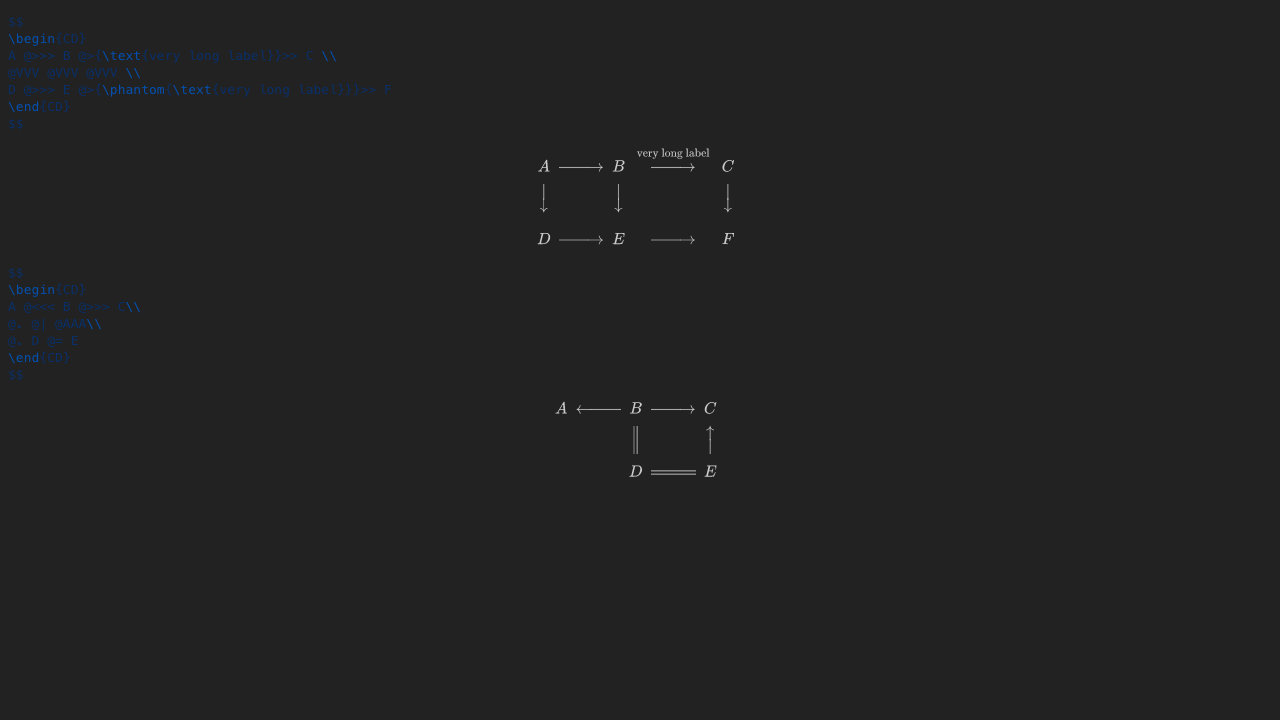 $$
\begin{CD}
A @>>> B @>{\text{very long label}}>> C \\
@VVV @VVV @VVV \\
D @>>> E @>{\phantom{\text{very long label}}}>> F
\end{CD}
$$
very long label
A B C
D E F
$$
\begin{CD}
A @<<< B @>>> C\\
@. @| @AAA\\
@. D @= E
\end{CD}
$$
A B C
D E